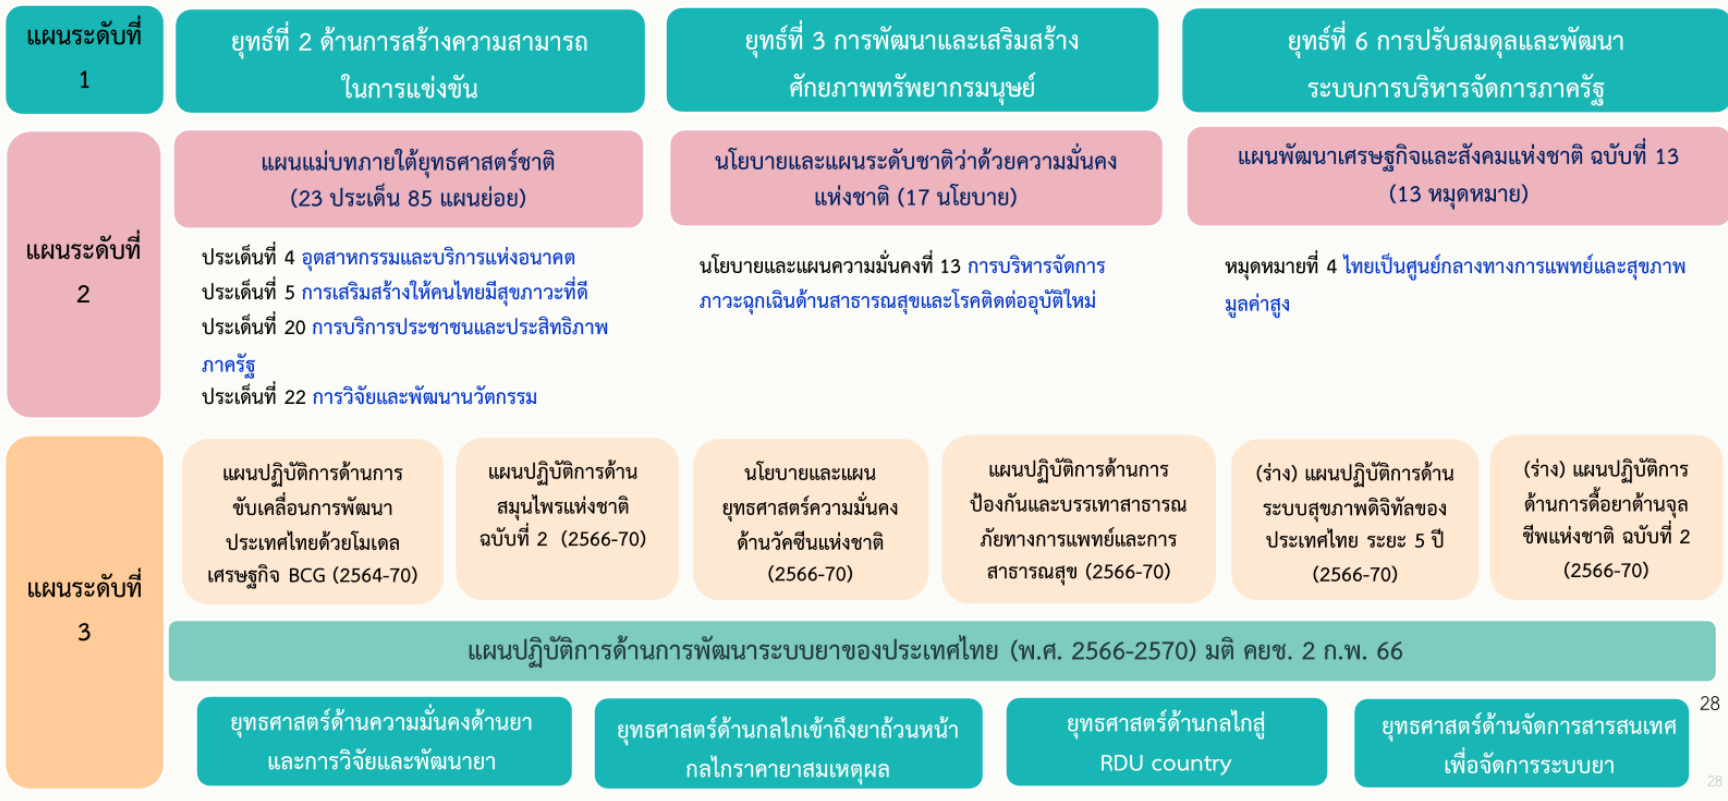 แผนระดับที่
1
ยุทธ์ที่ 2 ด้านการสร้างความสามารถ
ในการแข่งขัน
ยุทธ์ที่ 3 การพัฒนาและเสริมสร้าง
ศักยภาพทรัพยากรมนุษย์
ยุทธ์ที่ 6 การปรับสมดุลและพัฒนา
ระบบการบริหารจัดการภาครัฐ
แผนระดับที่
2
แผนแม่บทภายใต้ยุทธศาสตร์ชาติ
(23 ประเด็น 85 แผนย่อย)
นโยบายและแผนระดับชาติว่าด้วยความมั่นคง
แห่งชาติ (17 นโยบาย)
แผนพัฒนาเศรษฐกิจและสังคมแห่งชาติ ฉบับที่ 13
(13 หมุดหมาย)
ประเด็นที่ 4 อุตสาหกรรมและบริการแห่งอนาคต
ประเด็นที่ 5 การเสริมสร้างให้คนไทยมีสุขภาวะที่ดี
ประเด็นที่ 20 การบริการประชาชนและประสิทธิภาพ
ภาครัฐ
ประเด็นที่ 22 การวิจัยและพัฒนานวัตกรรม
นโยบายและแผนความมั่นคงที่ 13 การบริหารจัดการ
ภาวะฉุกเฉินด้านสาธารณสุขและโรคติดต่ออุบัติใหม่
หมุดหมายที่ 4 ไทยเป็นศูนย์กลางทางการแพทย์และสุขภาพ
มูลค่าสูง
แผนระดับที่
3
แผนปฏิบัติการด้านการ
ขับเคลื่อนการพัฒนา
ประเทศไทยด้วยโมเดล
เศรษฐกิจ BCG (2564-70)
แผนปฏิบัติการด้าน
สมุนไพรแห่งชาติ
ฉบับที่ 2 (2566-70)
นโยบายและแผน
ยุทธศาสตร์ความมั่นคง
ด้านวัคซีนแห่งชาติ
(2566-70)
แผนปฏิบัติการด้านการ
ป้องกันและบรรเทาสาธารณ
ภัยทางการแพทย์และการ
สาธารณสุข (2566-70)
(ร่าง) แผนปฏิบัติการด้าน
ระบบสุขภาพดิจิทัลของ
ประเทศไทย ระยะ 5 ปี
(2566-70)
(ร่าง) แผนปฏิบัติการ
ด้านการดื้อยาต้านจุล
ชีพแห่งชาติ ฉบับที่ 2
(2566-70)
แผนปฏิบัติการด้านการพัฒนาระบบยาของประเทศไทย (พ.ศ. 2566-2570) มติ คยช. 2 ก.พ. 66
ยุทธศาสตร์ด้านความมั่นคงด้านยา
และการวิจัยและพัฒนายา
ยุทธศาสตร์ด้านกลไกเข้าถึงยาถ้วนหน้า
กลไกราคายาสมเหตุผล
ยุทธศาสตร์ด้านกลไกสู่
RDU country
ยุทธศาสตร์ด้านจัดการสารสนเทศ
เพื่อจัดการระบบยา
28
28